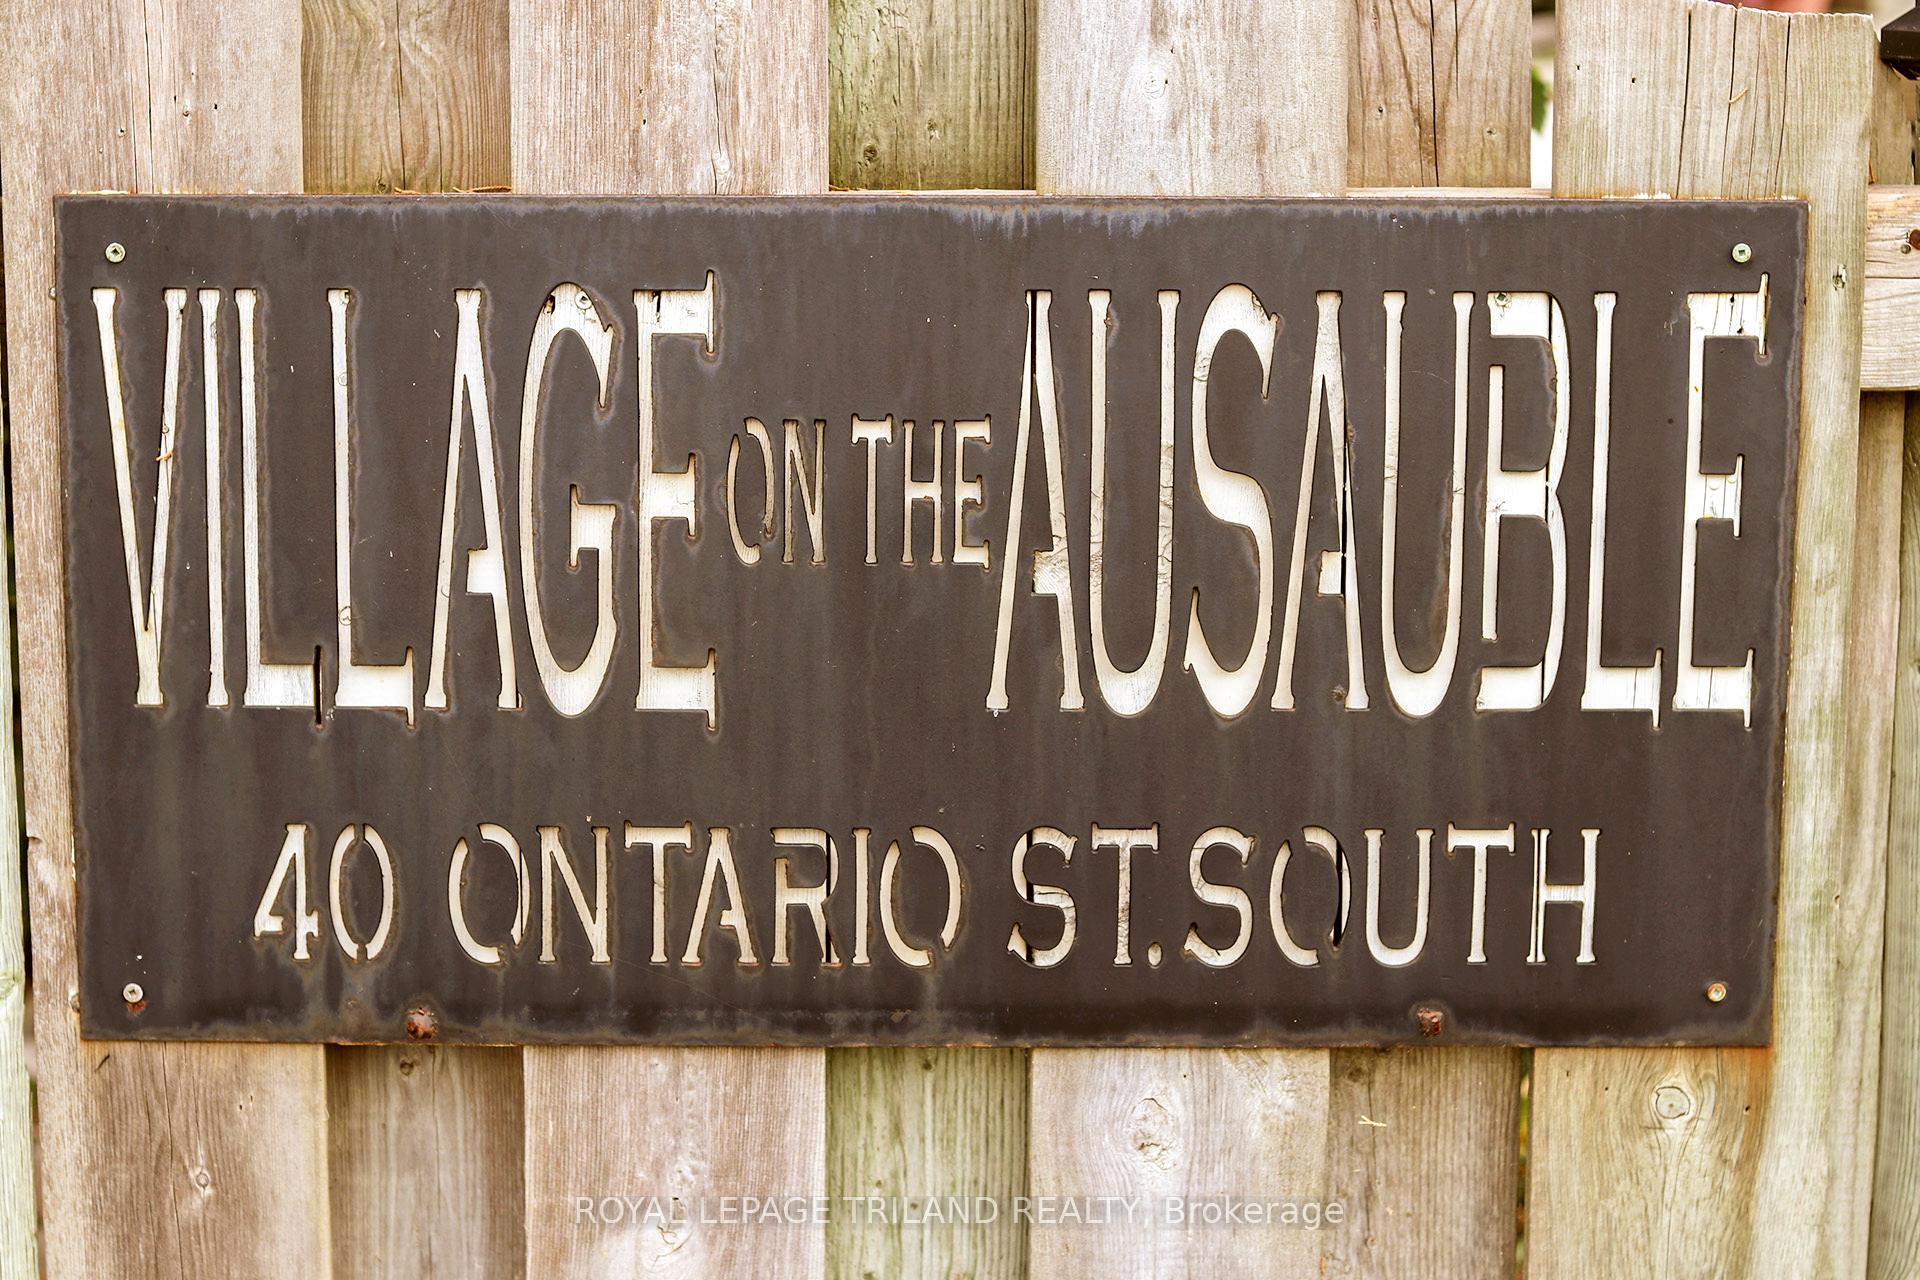 VILLAGE ON THE AUSAUBLE
40 ONTARIO ST. SOUTH
ROYAL LEPAGE TRILAND REALTY, Brokerage